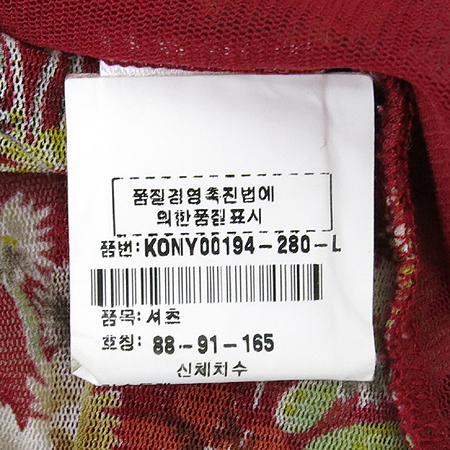 품질경영촉진법에
의한품질표시
품번: KONY00194-280-L
품목: 셔츠
호칭: 88-91-165
신체치수